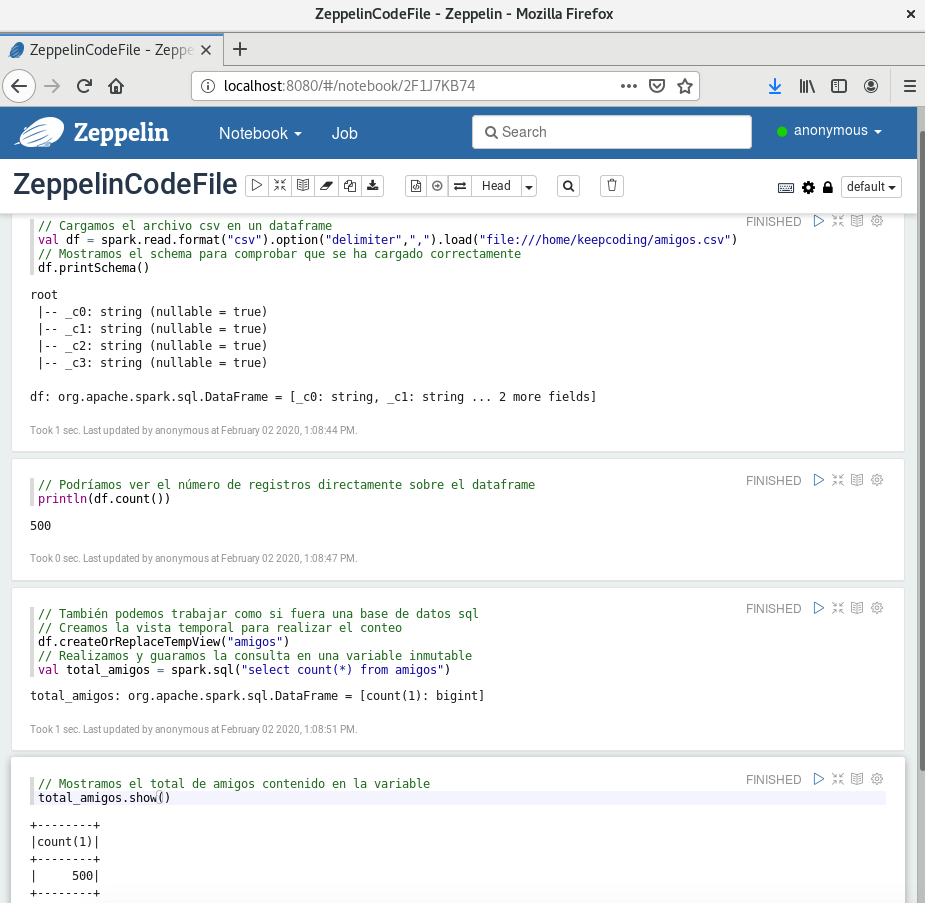 ZeppelinCodeFile - Zeppelin - Mozilla Firefox
ZeppelinCodeFile - Zeppe
localhost:8080/#/notebook/2F1J7KB74
Zeppelin Notebook Job Search anonymous
ZeppelinCodeFile Head default
// Cargamos el archivo csv en un dataframe FINISHED
val df = spark.read.format("csv").option("delimiter",",").load("file:///home/keepcoding/amigos.csv")
// Mostramos el schema para comprobar que se ha cargado correctamente
df.printSchema()
root
|-- _c0: string (nullable = true)
|-- _c1: string (nullable = true)
|-- _c2: string (nullable = true)
|-- _c3: string (nullable = true)
df: org.apache.spark.sql.DataFrame = [_c0: string, _c1: string ... 2 more fields]
Took 1 sec. Last updated by anonymous at February 02 2020, 1:08:44 PM.
// Podríamos ver el número de registros directamente sobre el dataframe FINISHED
println(df.count())
500
Took 0 sec. Last updated by anonymous at February 02 2020, 1:08:47 PM.
// También podemos trabajar como si fuera una base de datos sql FINISHED
// Creamos la vista temporal para realizar el conteo
df.createOrReplaceTempView("amigos")
// Realizamos y guaramos la consulta en una variable inmutable
val total_amigos = spark.sql("select count(*) from amigos")
total_amigos: org.apache.spark.sql.DataFrame = [count(1): bigint]
Took 1 sec. Last updated by anonymous at February 02 2020, 1:08:51 PM.
// Mostramos el total de amigos contenido en la variable FINISHED
total_amigos.show()
+--------+
|count(1)|
+--------+
|     500|
+--------+